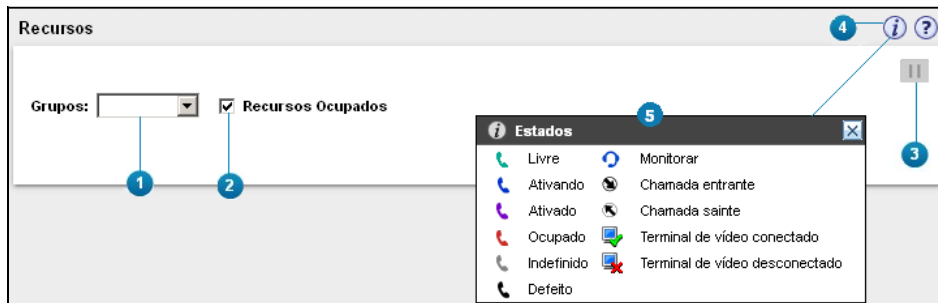 Recursos
4
i
?
Grupos:
Recursos Ocupados
1
2
3
5
i Estados
Livre
Monitorar
Ativando
Chamada entrante
Ativado
Chamada sainte
Ocupado
Terminal de vídeo conectado
Indefinido
Terminal de vídeo desconectado
Defeito